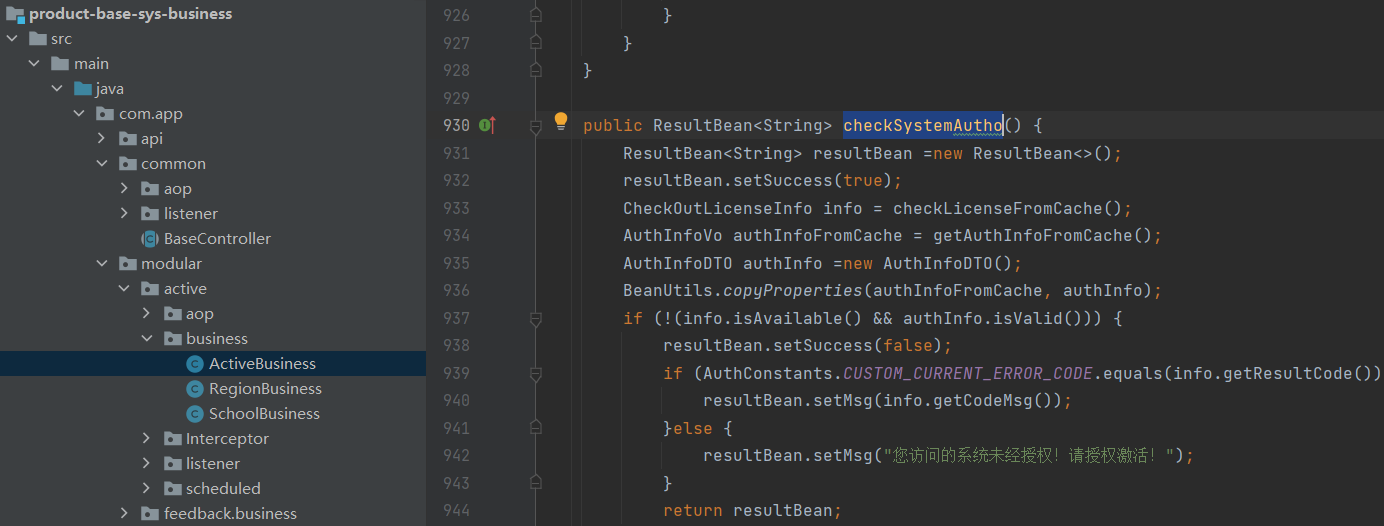 product-base-sys-business
src
main
java
com.app
api
common
aop
listener
BaseController
modular
active
aop
business
ActiveBusiness
RegionBusiness
SchoolBusiness
Interceptor
listener
scheduled
feedback.business
926 }
927 }
928 }
929
930 public ResultBean<String> checkSystemAutho() {
931 ResultBean<String> resultBean =new ResultBean<>();
932 resultBean.setSuccess(true);
933 CheckOutLicenseInfo info = checkLicenseFromCache();
934 AuthInfoVo authInfoFromCache = getAuthInfoFromCache();
935 AuthInfoDTO authInfo =new AuthInfoDTO();
936 BeanUtils.copyProperties(authInfoFromCache, authInfo);
937 if (!(info.isAvailable() && authInfo.isValid())) {
938 resultBean.setSuccess(false);
939 if (AuthConstants.CUSTOM_CURRENT_ERROR_CODE.equals(info.getResultCode())
940 resultBean.setMsg(info.getCodeMsg());
941 }else {
942 resultBean.setMsg("您访问的系统未经授权！请授权激活！");
943 }
944 return resultBean;